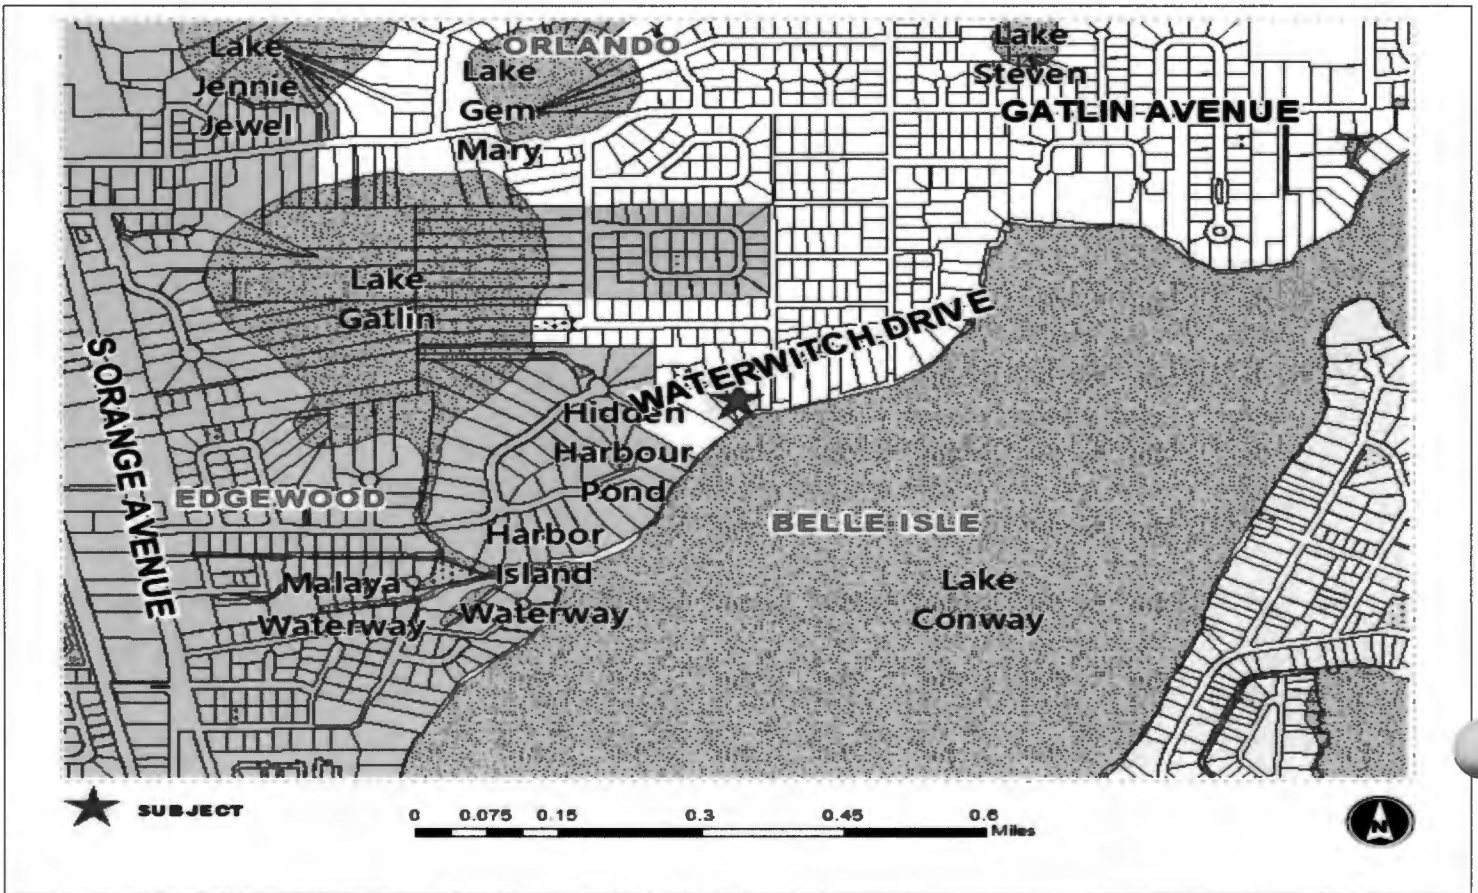 ORLANDO
Lake
Jennie
Jewel
Lake
Gem
Mary
Lake
Steven
GATLIN AVENUE
Lake
Gatlin
WATERWITCH DRIVE
S ORANGE AVENUE
Hidden
Harbour
Pond
EDGEWOOD
BELLE ISLE
Harbor
Island
Waterway
Malaya
Waterway
Lake
Conway
SUBJECT
0 0.075 0.15 0.3 0.45 0.6
Miles
N